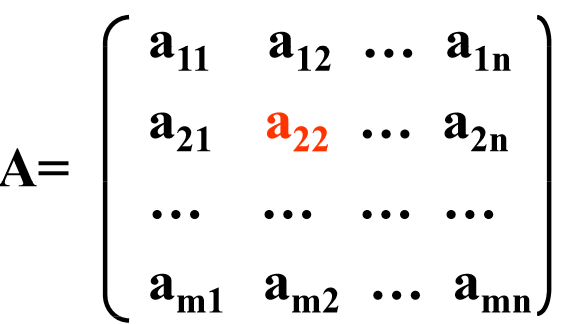 a11 a12 … a1n
a21 a22 … a2n
A=
… … … …
am1 am2 … amn